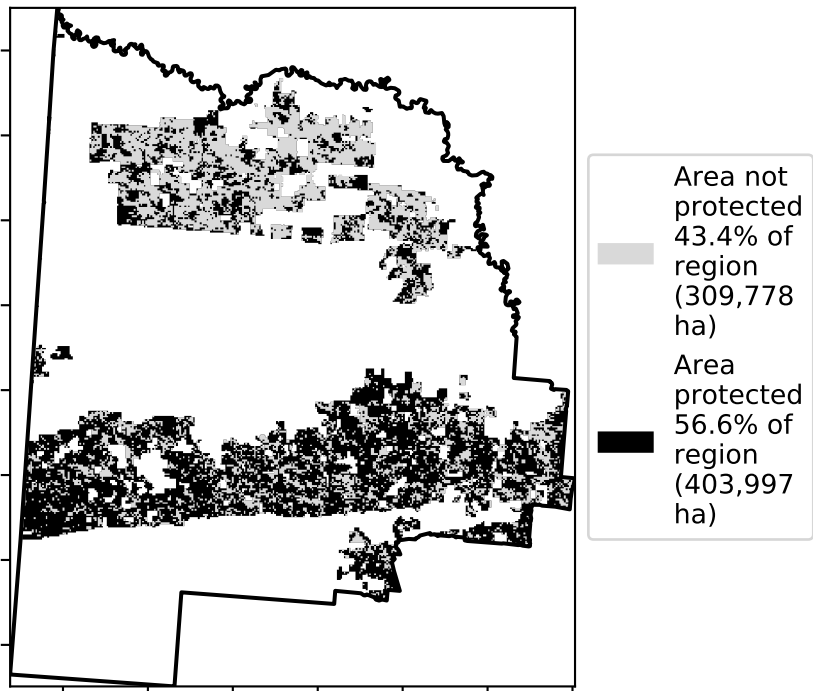 Area not
protected
43.4% of
region
(309,778
ha)
Area
protected
56.6% of
region
(403,997
ha)